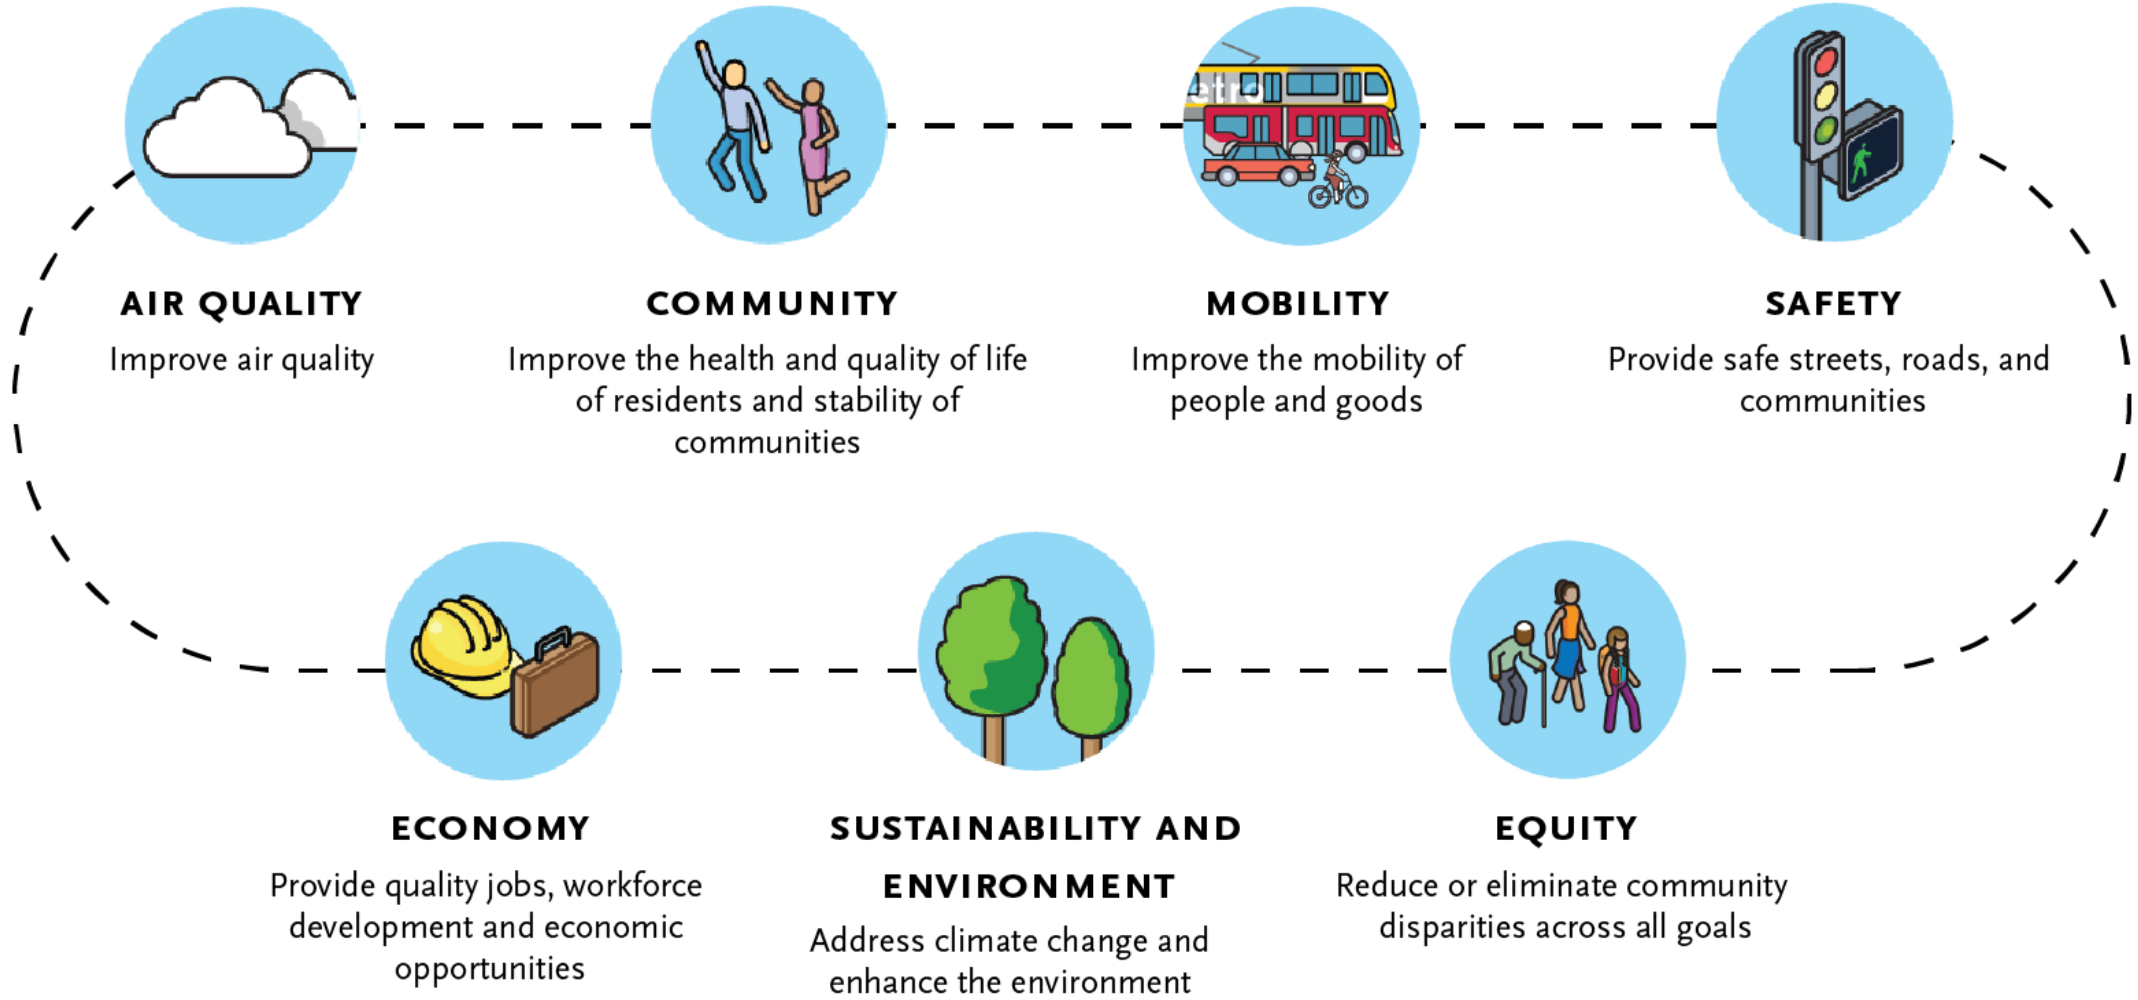 etro
AIR QUALITY
Improve air quality
COMMUNITY
Improve the health and quality of life
of residents and stability of
communities
MOBILITY
Improve the mobility of
people and goods
SAFETY
Provide safe streets, roads, and
communities
ECONOMY
Provide quality jobs, workforce
development and economic
opportunities
SUSTAINABILITY AND
ENVIRONMENT
Address climate change and
enhance the environment
EQUITY
Reduce or eliminate community
disparities across all goals